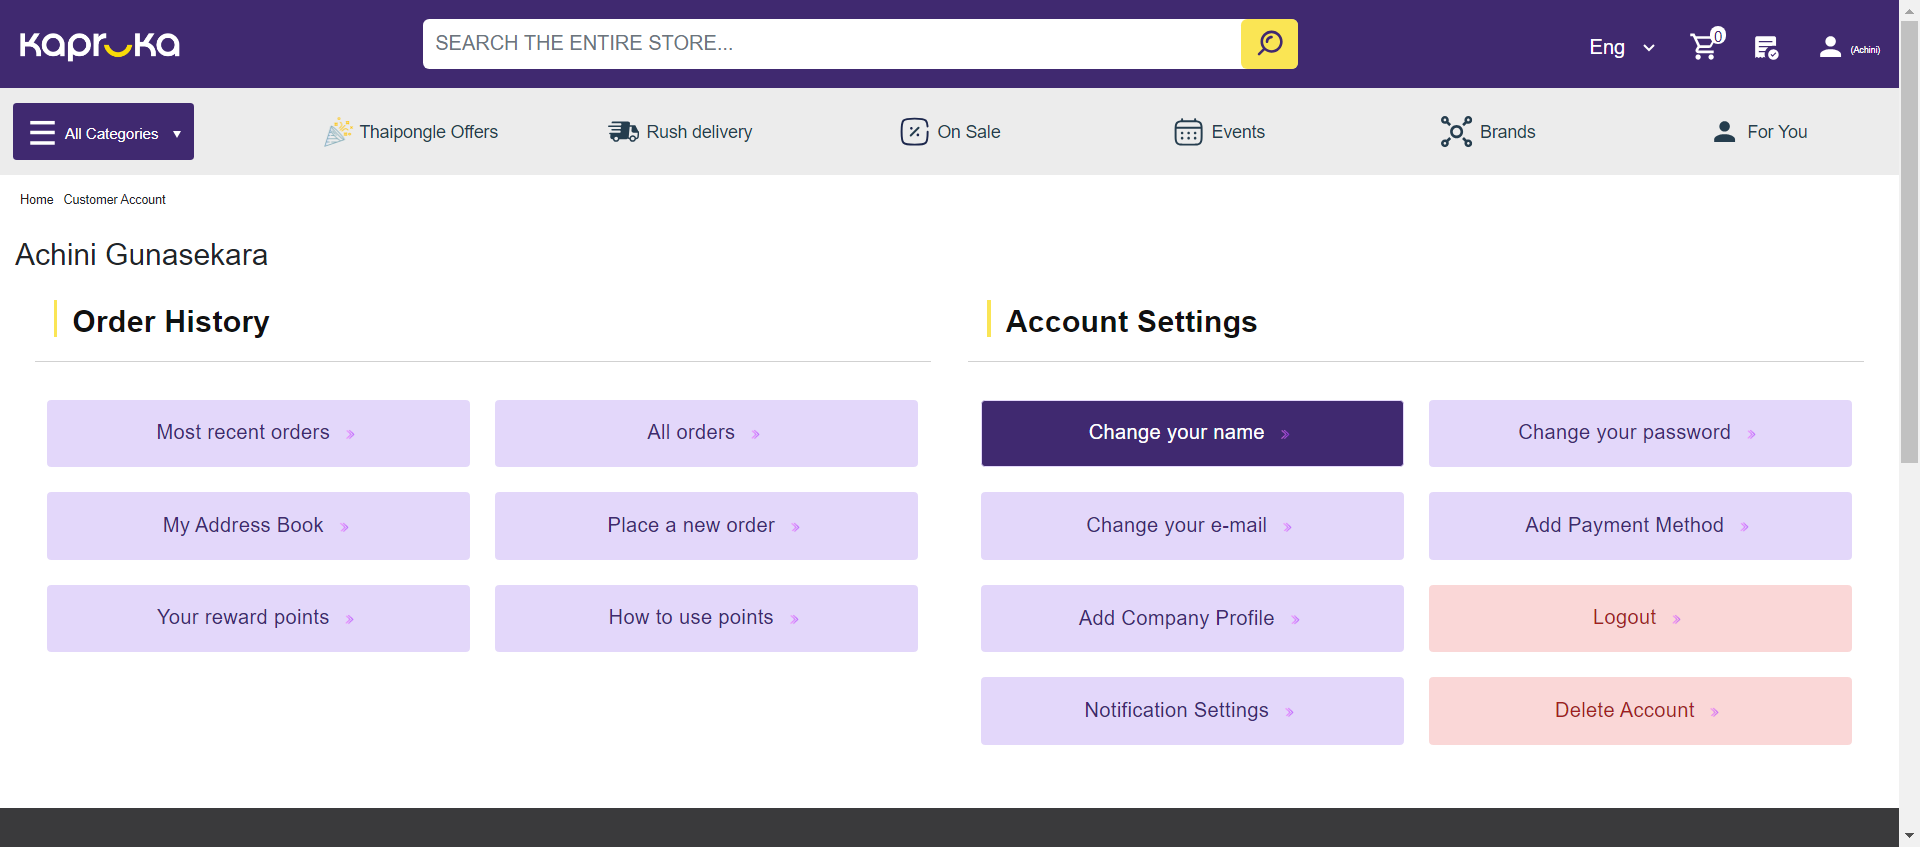 Kapruka
SEARCH THE ENTIRE STORE...
Eng
0
(Achini)
All Categories ▼
Thaipongle Offers
Rush delivery
On Sale
Events
Brands
For You
Home Customer Account
Achini Gunasekara
Order History
Most recent orders »
All orders »
My Address Book »
Place a new order »
Your reward points »
How to use points »
Account Settings
Change your name »
Change your password »
Change your e-mail »
Add Payment Method »
Add Company Profile »
Logout »
Notification Settings »
Delete Account »